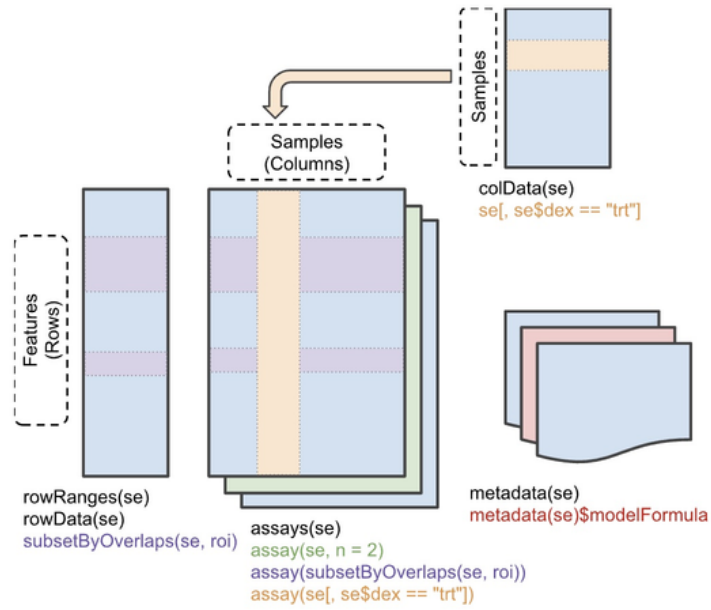 Samples
Samples
(Columns)
colData(se)
se[, se$dex == "trt"]
Features
(Rows)
rowRanges(se)
rowData(se)
subsetByOverlaps(se, roi)
assays(se)
assay(se, n = 2)
assay(subsetByOverlaps(se, roi))
assay(se[, se$dex == "trt"])
metadata(se)
metadata(se)$modelFormula